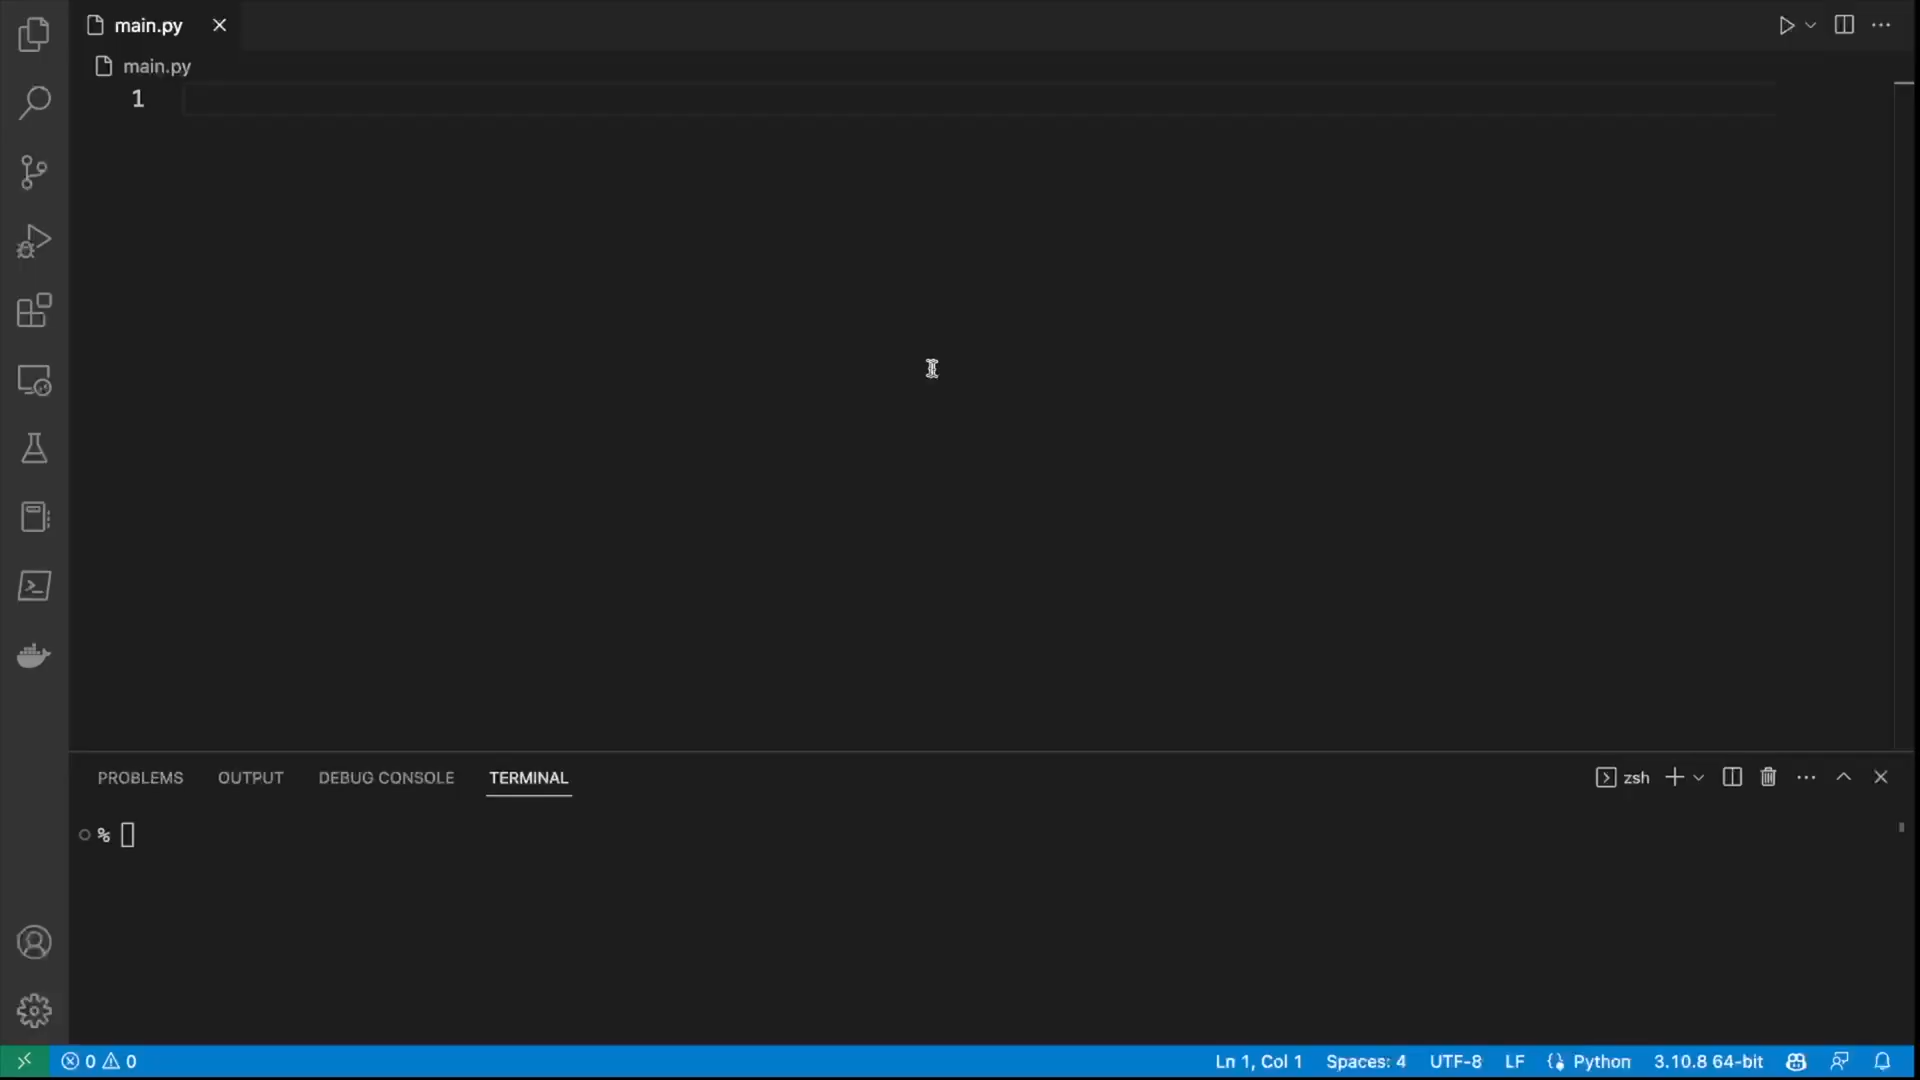 main.py
main.py
1
PROBLEMS OUTPUT DEBUG CONSOLE TERMINAL zsh
%
0 0 Ln 1, Col 1 Spaces: 4 UTF-8 LF Python 3.10.8 64-bit